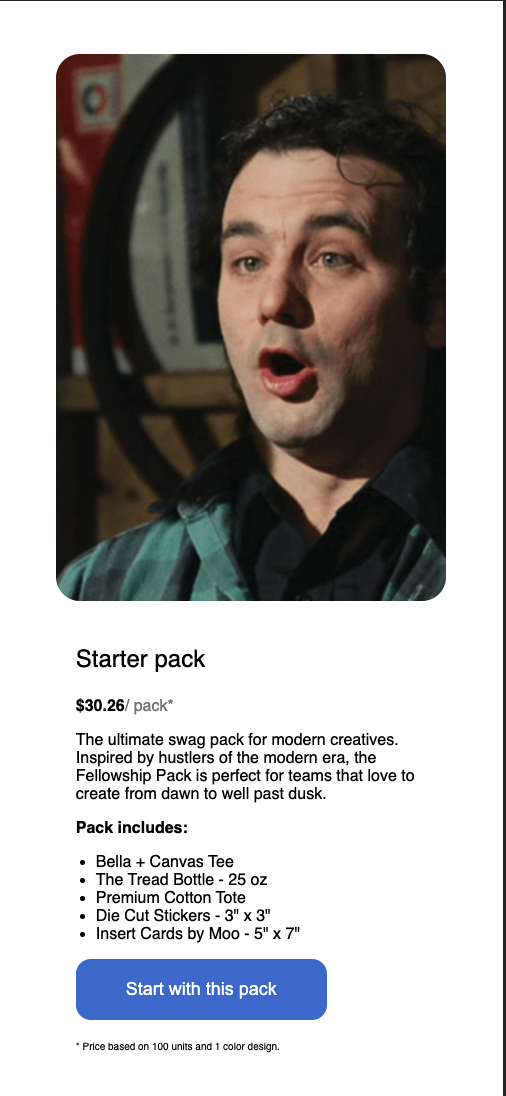 Starter pack
$30.26/ pack*
The ultimate swag pack for modern creatives.
Inspired by hustlers of the modern era, the
Fellowship Pack is perfect for teams that love to
create from dawn to well past dusk.
Pack includes:
• Bella + Canvas Tee
• The Tread Bottle - 25 oz
• Premium Cotton Tote
• Die Cut Stickers - 3" x 3"
• Insert Cards by Moo - 5" x 7"
Start with this pack
* Price based on 100 units and 1 color design.